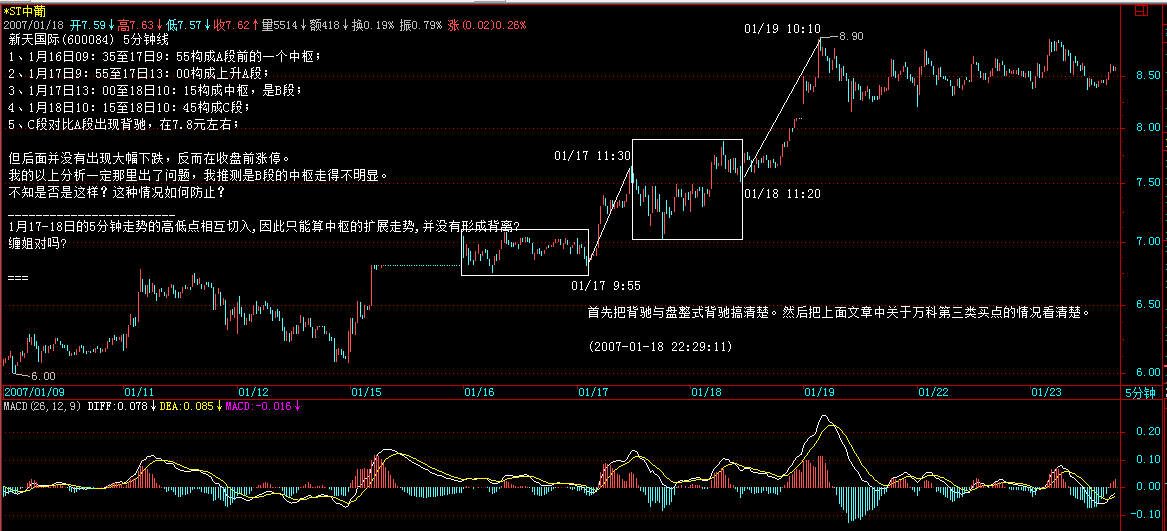 *ST中葡
2007/01/18 开7.59↓高7.63↓低7.57↓收7.62↑量5514↓额418↓换0.19% 振0.79% 涨(0.02)0.26%
新天国际(600084) 5分钟线
1、1月16日09：35至17日9：55构成A段前的一个中枢；
2、1月17日9：55至17日13：00构成上升A段；
3、1月17日13：00至18日10：15构成中枢，是B段；
4、1月18日10：15至18日10：45构成C段；
5、C段对比A段出现背驰，在7.8元左右；
但后面并没有出现大幅下跌，反而在收盘前涨停。
我的以上分析一定那里出了问题，我推测是B段的中枢走得不明显。
不知是否是这样？这种情况如何防止？
------------------------
1月17-18日的5分钟走势的高低点相互切入,因此只能算中枢的扩展走势,并没有形成背离?
缠姐对吗?
===
01/19 10:10
8.90
01/17 11:30
01/18 11:20
01/17 9:55
首先把背驰与盘整式背驰搞清楚。然后把上面文章中关于万科第三类买点的情况看清楚。
(2007-01-18 22:29:11)
6.00
8.50
8.00
7.50
7.00
6.50
6.00
2007/01/09 01/11 01/12 01/15 01/16 01/17 01/18 01/19 01/22 01/23 5分钟
MACD(26,12,9) DIFF:0.078↓DEA:0.085↓MACD:-0.016↓
0.20
0.10
0.00
-0.10